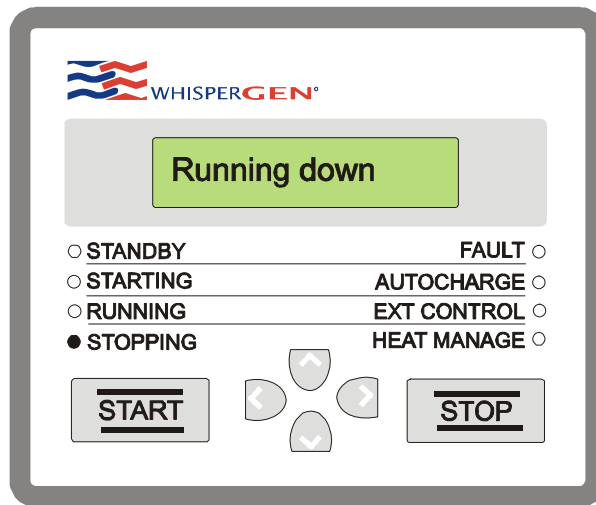 WHISPERGEN°
Running down
STANDBY FAULT
STARTING AUTOCHARGE
RUNNING EXT CONTROL
STOPPING HEAT MANAGE
START STOP